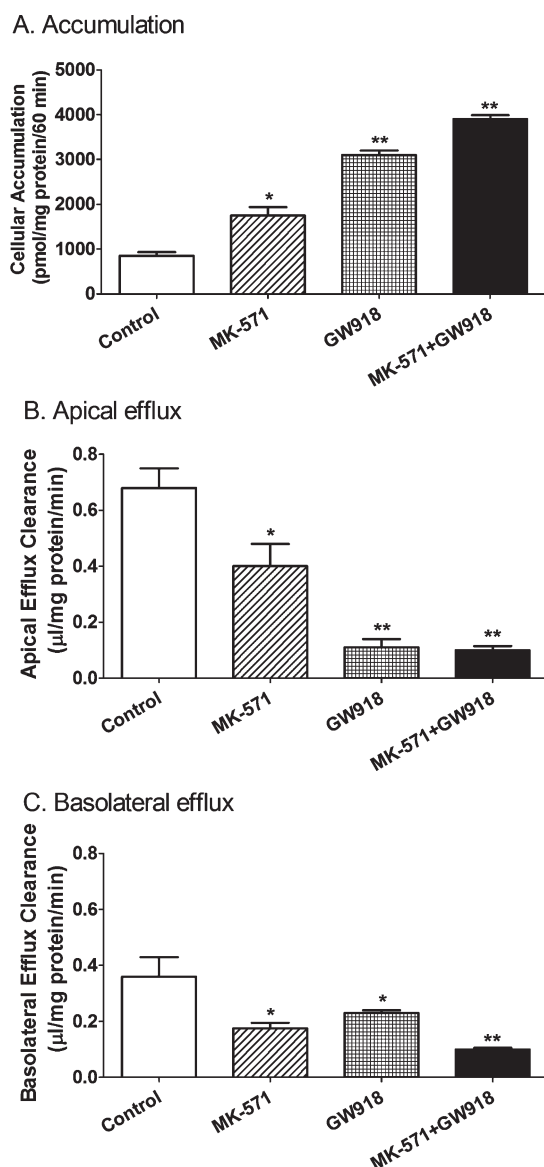 A. Accumulation
Cellular Accumulation
(pmol/mg protein/60 min)
5000
4000
3000
2000
1000
0
*
**
**
Control
MK-571
GW918
MK-571+GW918
B. Apical efflux
Apical Efflux Clearance
(µl/mg protein/min)
0.8
0.6
0.4
0.2
0.0
*
**
**
Control
MK-571
GW918
MK-571+GW918
C. Basolateral efflux
Basolateral Efflux Clearance
(µl/mg protein/min)
0.8
0.6
0.4
0.2
0.0
*
*
**
Control
MK-571
GW918
MK-571+GW918